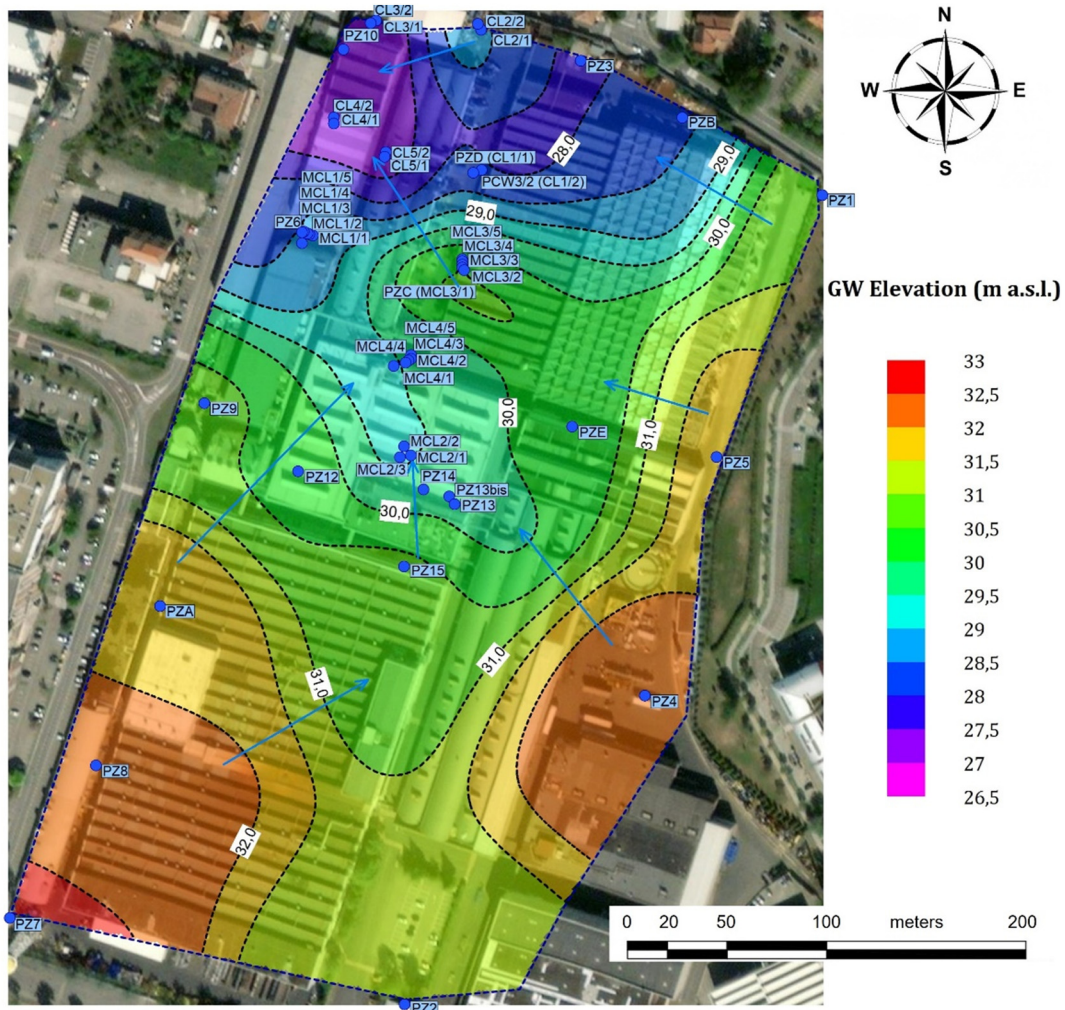 CL3/2
CL3/1
CL2/2
CL2/1
PZ10
PZ3
N
W
E
S
CL4/2
CL4/1
PZB
CL5/2
CL5/1
PZD (CL1/1)
PCW3/2 (CL1/2)
28,0
29,0
MCL1/5
MCL1/4
MCL1/3
MCL1/2
PZ6
MCL1/1
PZ1
29,0
30,0
MCL3/5
MCL3/4
MCL3/3
MCL3/2
PZC (MCL3/1)
GW Elevation (m a.s.l.)
MCL4/5
MCL4/3
MCL4/4
MCL4/2
MCL4/1
33
32,5
32
31,5
31
30,5
30
29,5
29
28,5
28
27,5
27
26,5
PZ9
30,0
31,0
PZE
PZ5
MCL2/2
MCL2/1
MCL2/3
PZ12
PZ14
PZ13bis
PZ13
30,0
PZ15
PZA
31,0
31,0
PZ4
PZ8
32,0
PZ7
PZ2
0 20 50 100 meters 200